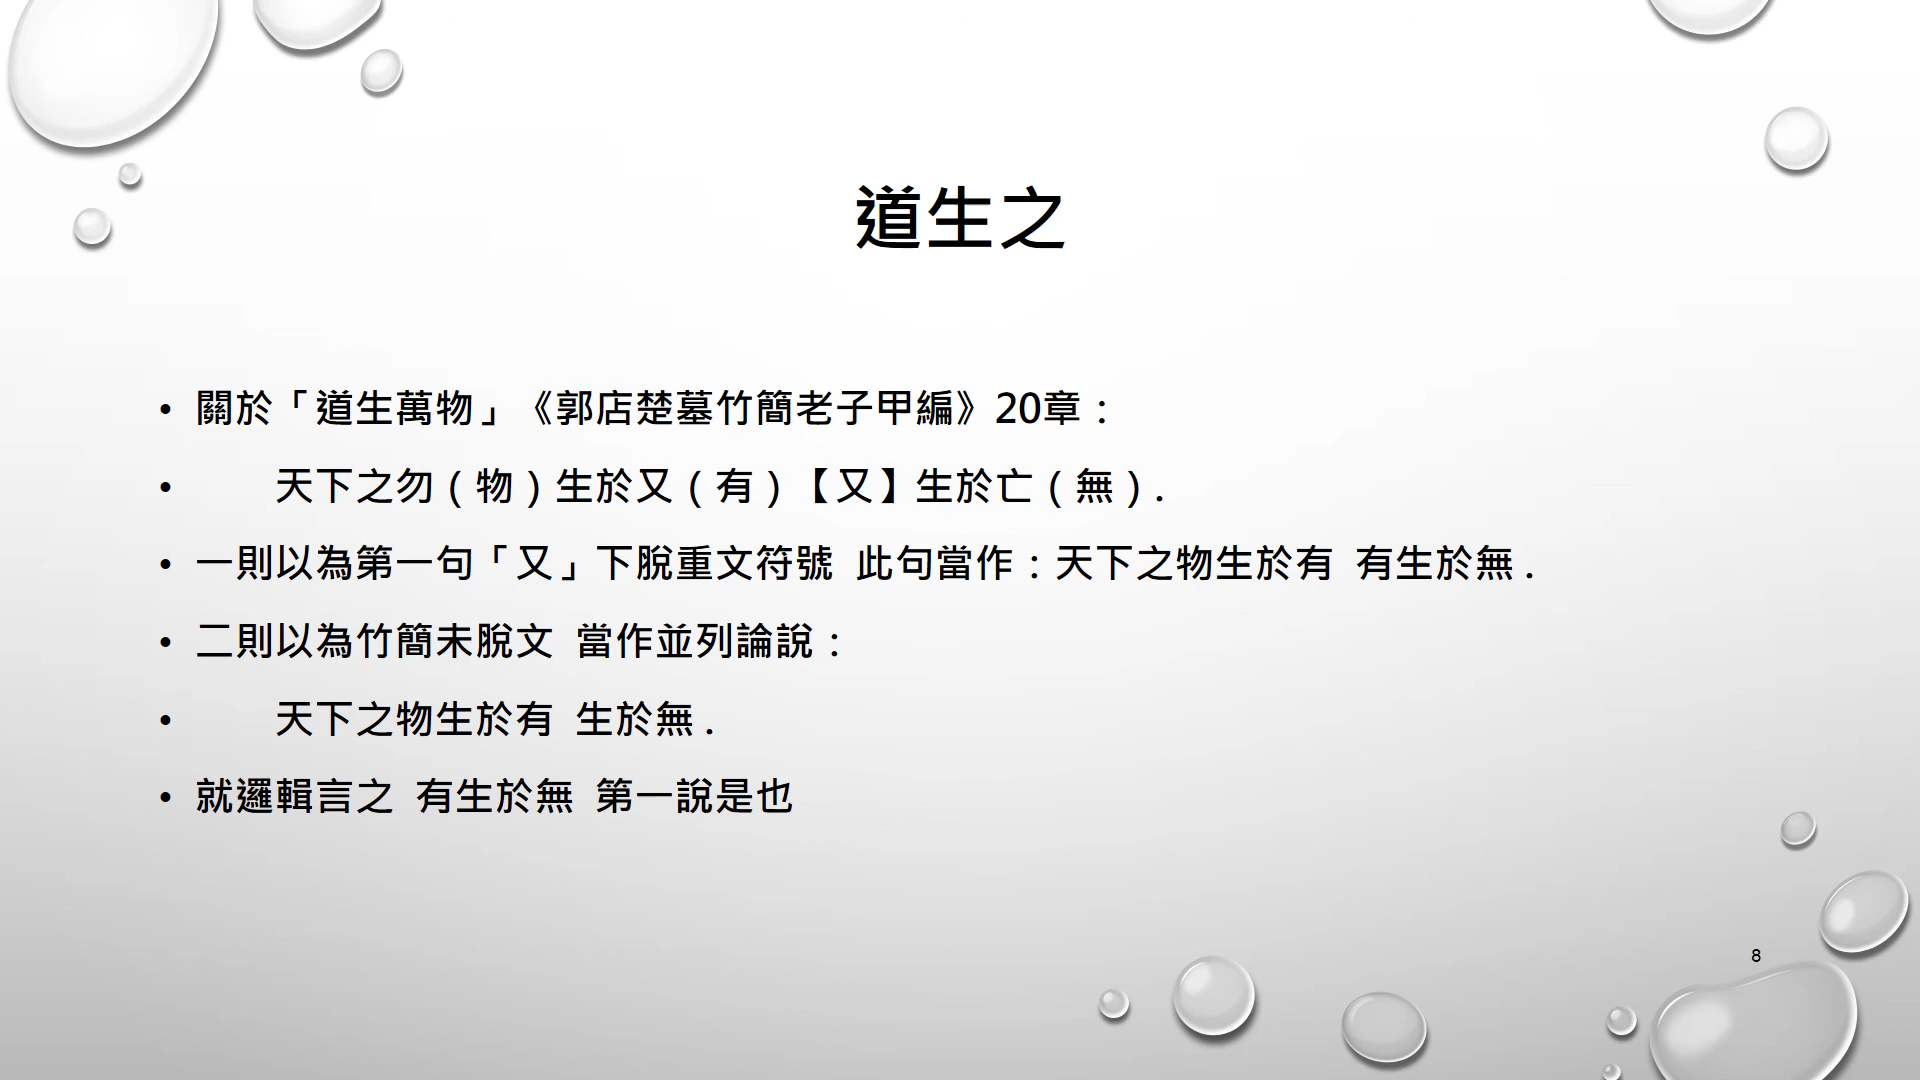 道生之
• 關於「道生萬物」《郭店楚墓竹簡老子甲編》20章：
• 天下之勿（物）生於又（有）【又】生於亡（無）.
• 一則以為第一句「又」下脫重文符號 此句當作：天下之物生於有 有生於無.
• 二則以為竹簡未脫文 當作並列論說：
• 天下之物生於有 生於無.
• 就邏輯言之 有生於無 第一說是也
8